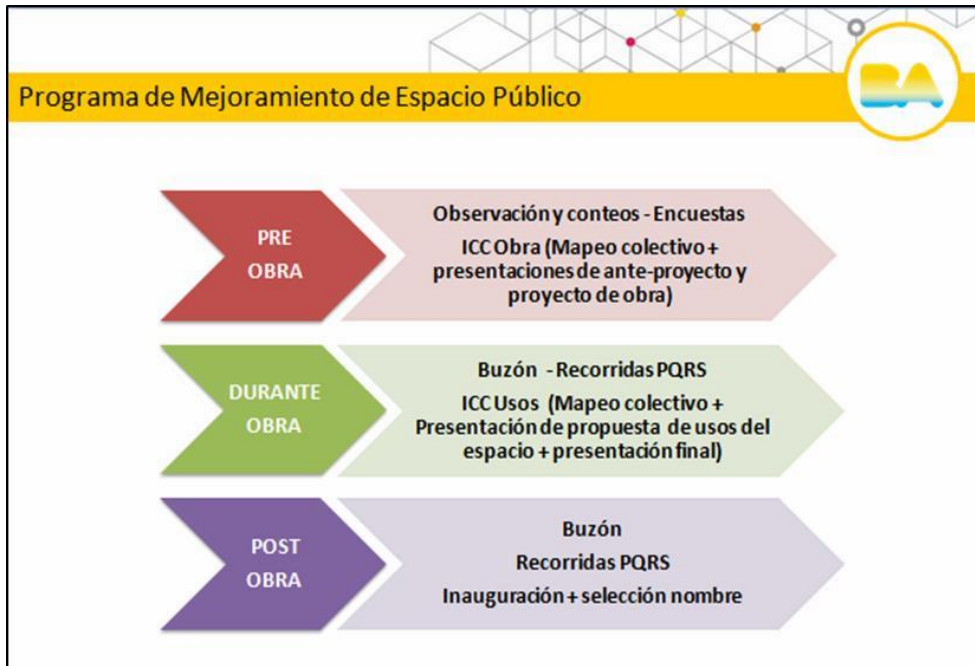 BA
Programa de Mejoramiento de Espacio Público
PRE
OBRA
Observación y conteos - Encuestas
ICC Obra (Mapeo colectivo +
presentaciones de ante-proyecto y
proyecto de obra)
DURANTE
OBRA
Buzón - Recorridas PQRS
ICC Usos (Mapeo colectivo +
Presentación de propuesta de usos del
espacio + presentación final)
POST
OBRA
Buzón
Recorridas PQRS
Inauguración + selección nombre